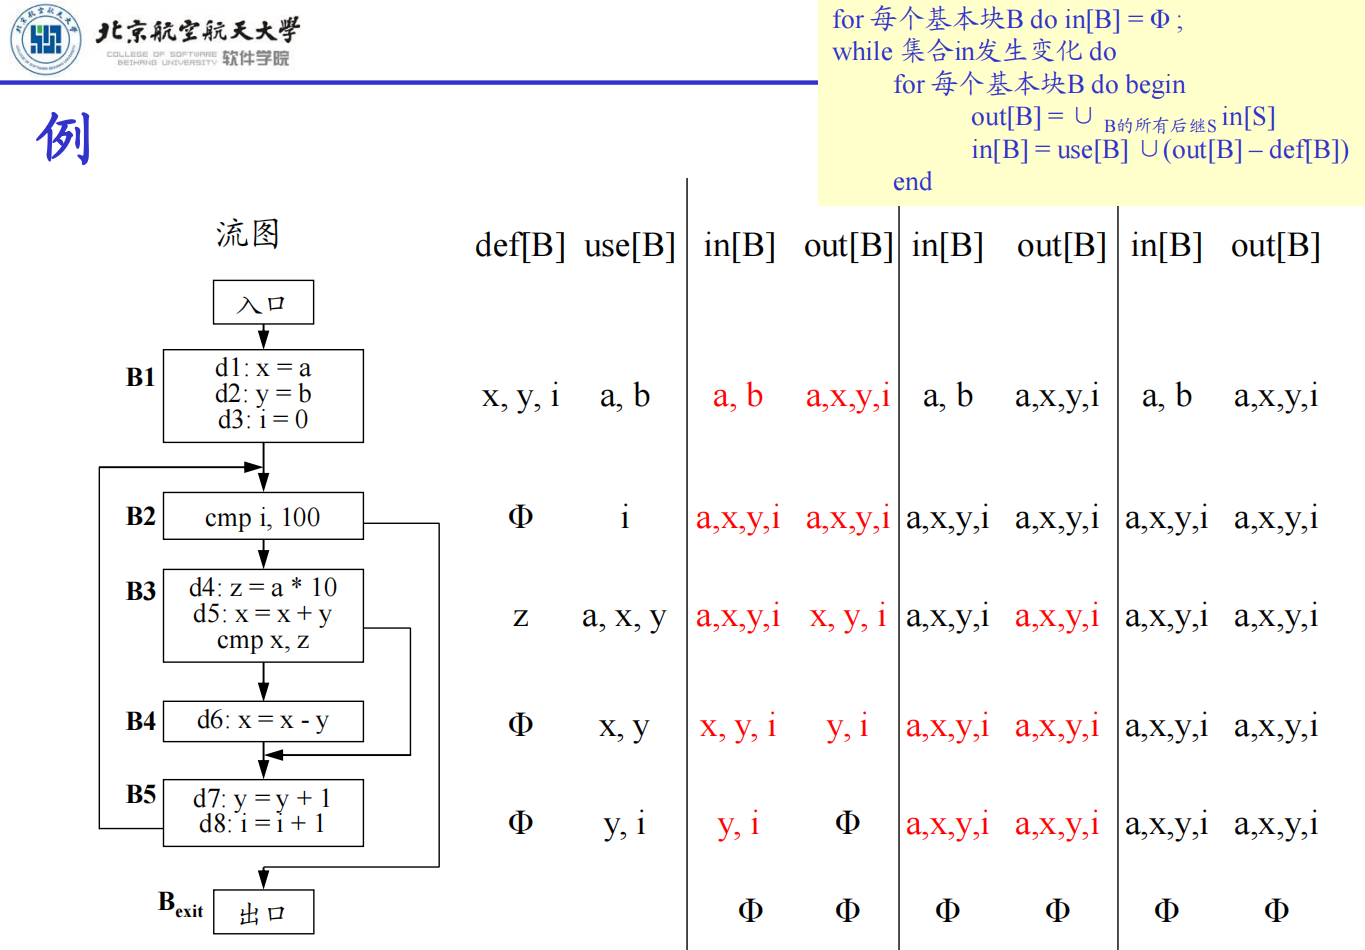 北京航空航天大学
COLLEGE OF SOFTWARE
BEIHANG UNIVERSITY 软件学院
for 每个基本块B do in[B] = Φ ;
while 集合in发生变化 do
for 每个基本块B do begin
out[B] = ∪ B的所有后继S in[S]
in[B] = use[B] ∪(out[B] – def[B])
end
例
流图 def[B] use[B] in[B] out[B] in[B] out[B] in[B] out[B]
入口
B1
d1: x = a
d2: y = b
d3: i = 0
x, y, i a, b a, b a,x,y,i a, b a,x,y,i a, b a,x,y,i
B2
cmp i, 100
Φ i a,x,y,i a,x,y,i a,x,y,i a,x,y,i a,x,y,i a,x,y,i
B3
d4: z = a * 10
d5: x = x + y
cmp x, z
z a, x, y a,x,y,i x, y, i a,x,y,i a,x,y,i a,x,y,i a,x,y,i
B4
d6: x = x - y
Φ x, y x, y, i y, i a,x,y,i a,x,y,i a,x,y,i a,x,y,i
B5
d7: y = y + 1
d8: i = i + 1
Φ y, i y, i Φ a,x,y,i a,x,y,i a,x,y,i a,x,y,i
Bexit
出口
Φ Φ Φ Φ Φ Φ